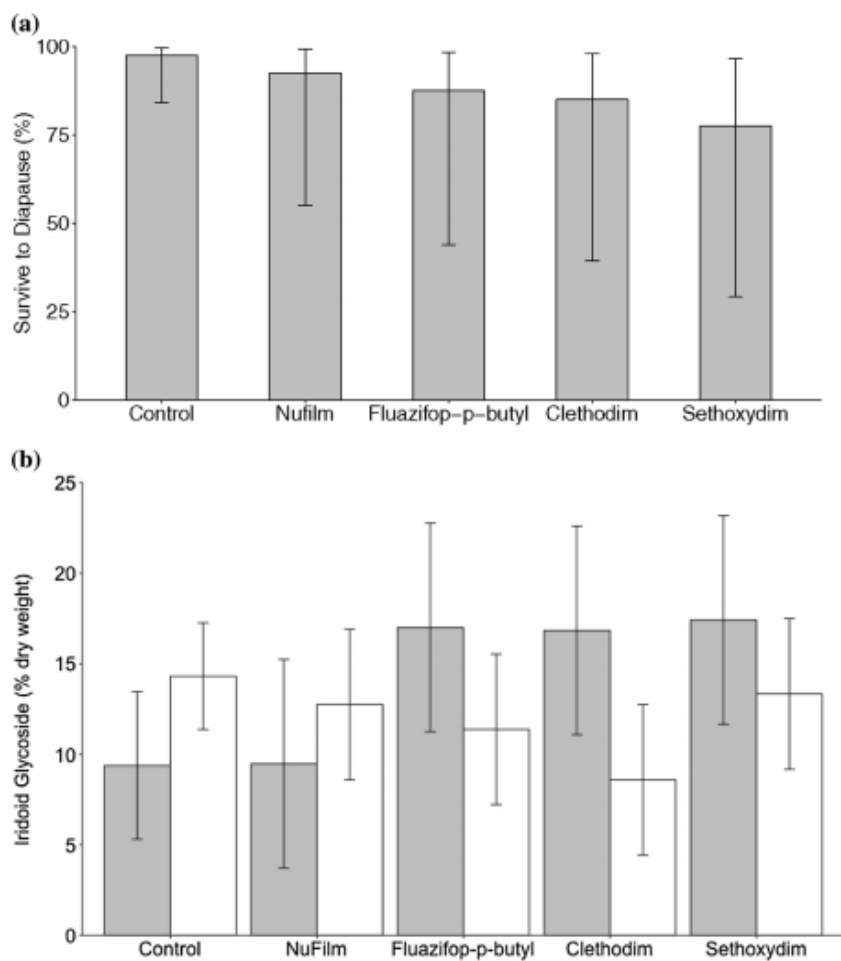 (a)
100
75
50
25
0
Survive to Diapause (%)
Control Nufilm Fluazifop-p-butyl Clethodim Sethoxydim
(b)
25
20
15
10
5
0
Iridoid Glycoside (% dry weight)
Control NuFilm Fluazifop-p-butyl Clethodim Sethoxydim